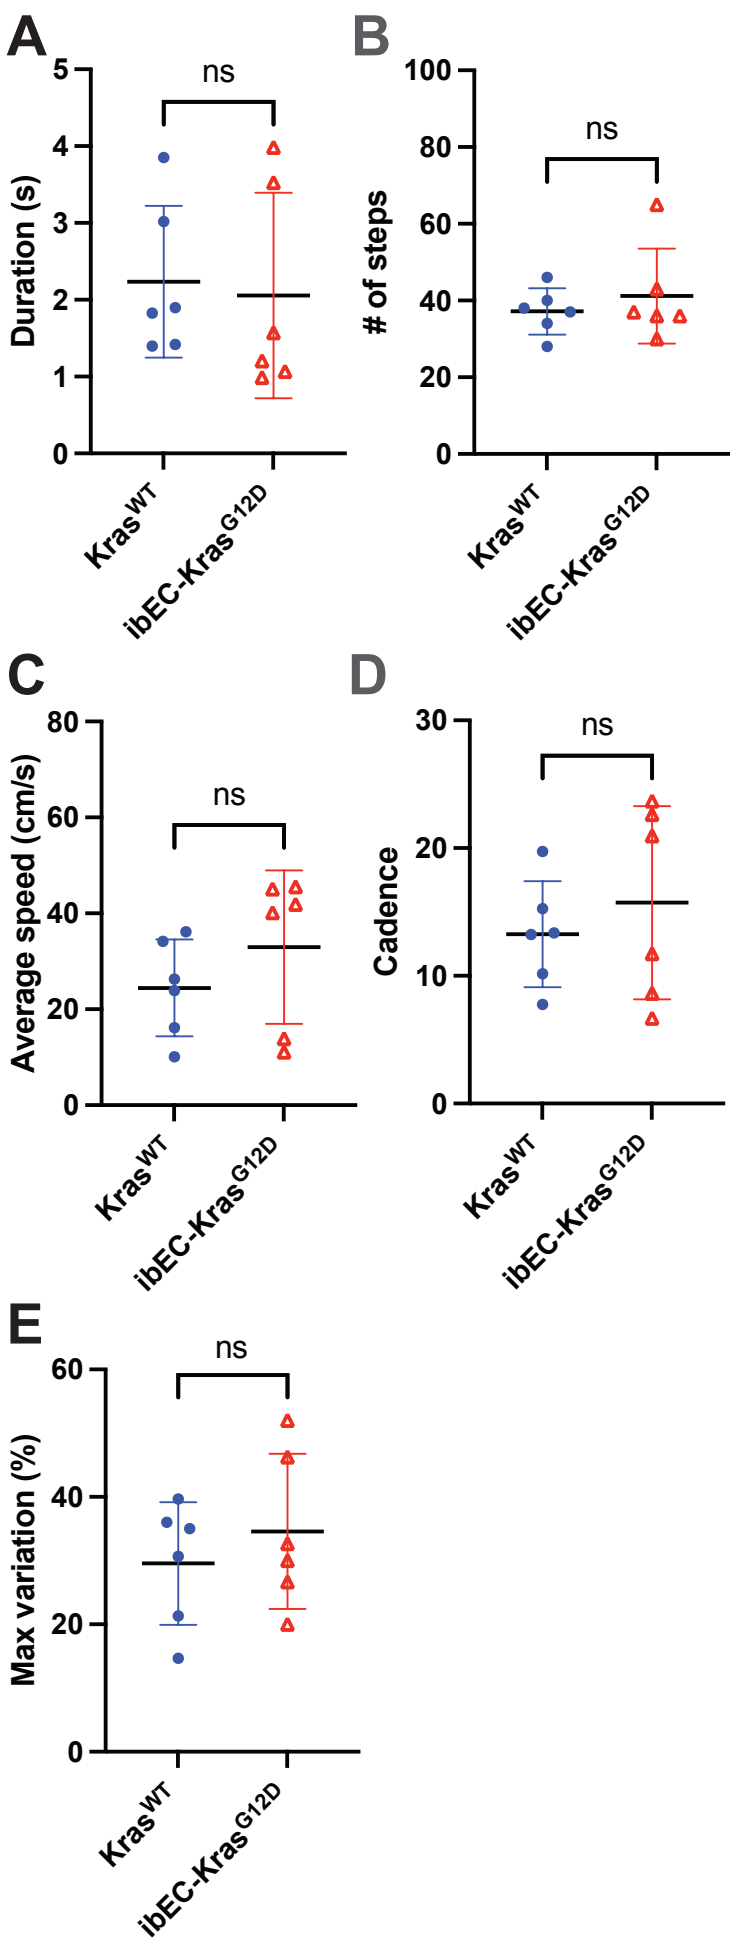 A
Duration (s)
5
4
3
2
1
0
ns
Kras^WT
ibEC-Kras^G12D
B
# of steps
100
80
60
40
20
0
ns
Kras^WT
ibEC-Kras^G12D
C
Average speed (cm/s)
80
60
40
20
0
ns
Kras^WT
ibEC-Kras^G12D
D
Cadence
30
20
10
0
ns
Kras^WT
ibEC-Kras^G12D
E
Max variation (%)
60
40
20
0
ns
Kras^WT
ibEC-Kras^G12D